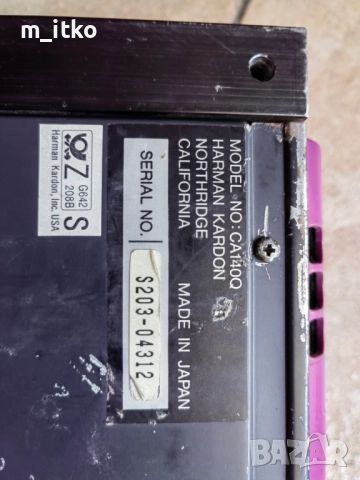 m_itko
MODEL NO: CA140Q
HARMAN KARDON
NORTHRIDGE
CALIFORNIA MADE IN JAPAN
SERIAL NO. S203-04312
Z G642 208B S
Harman Kardon, Inc. USA
bazar